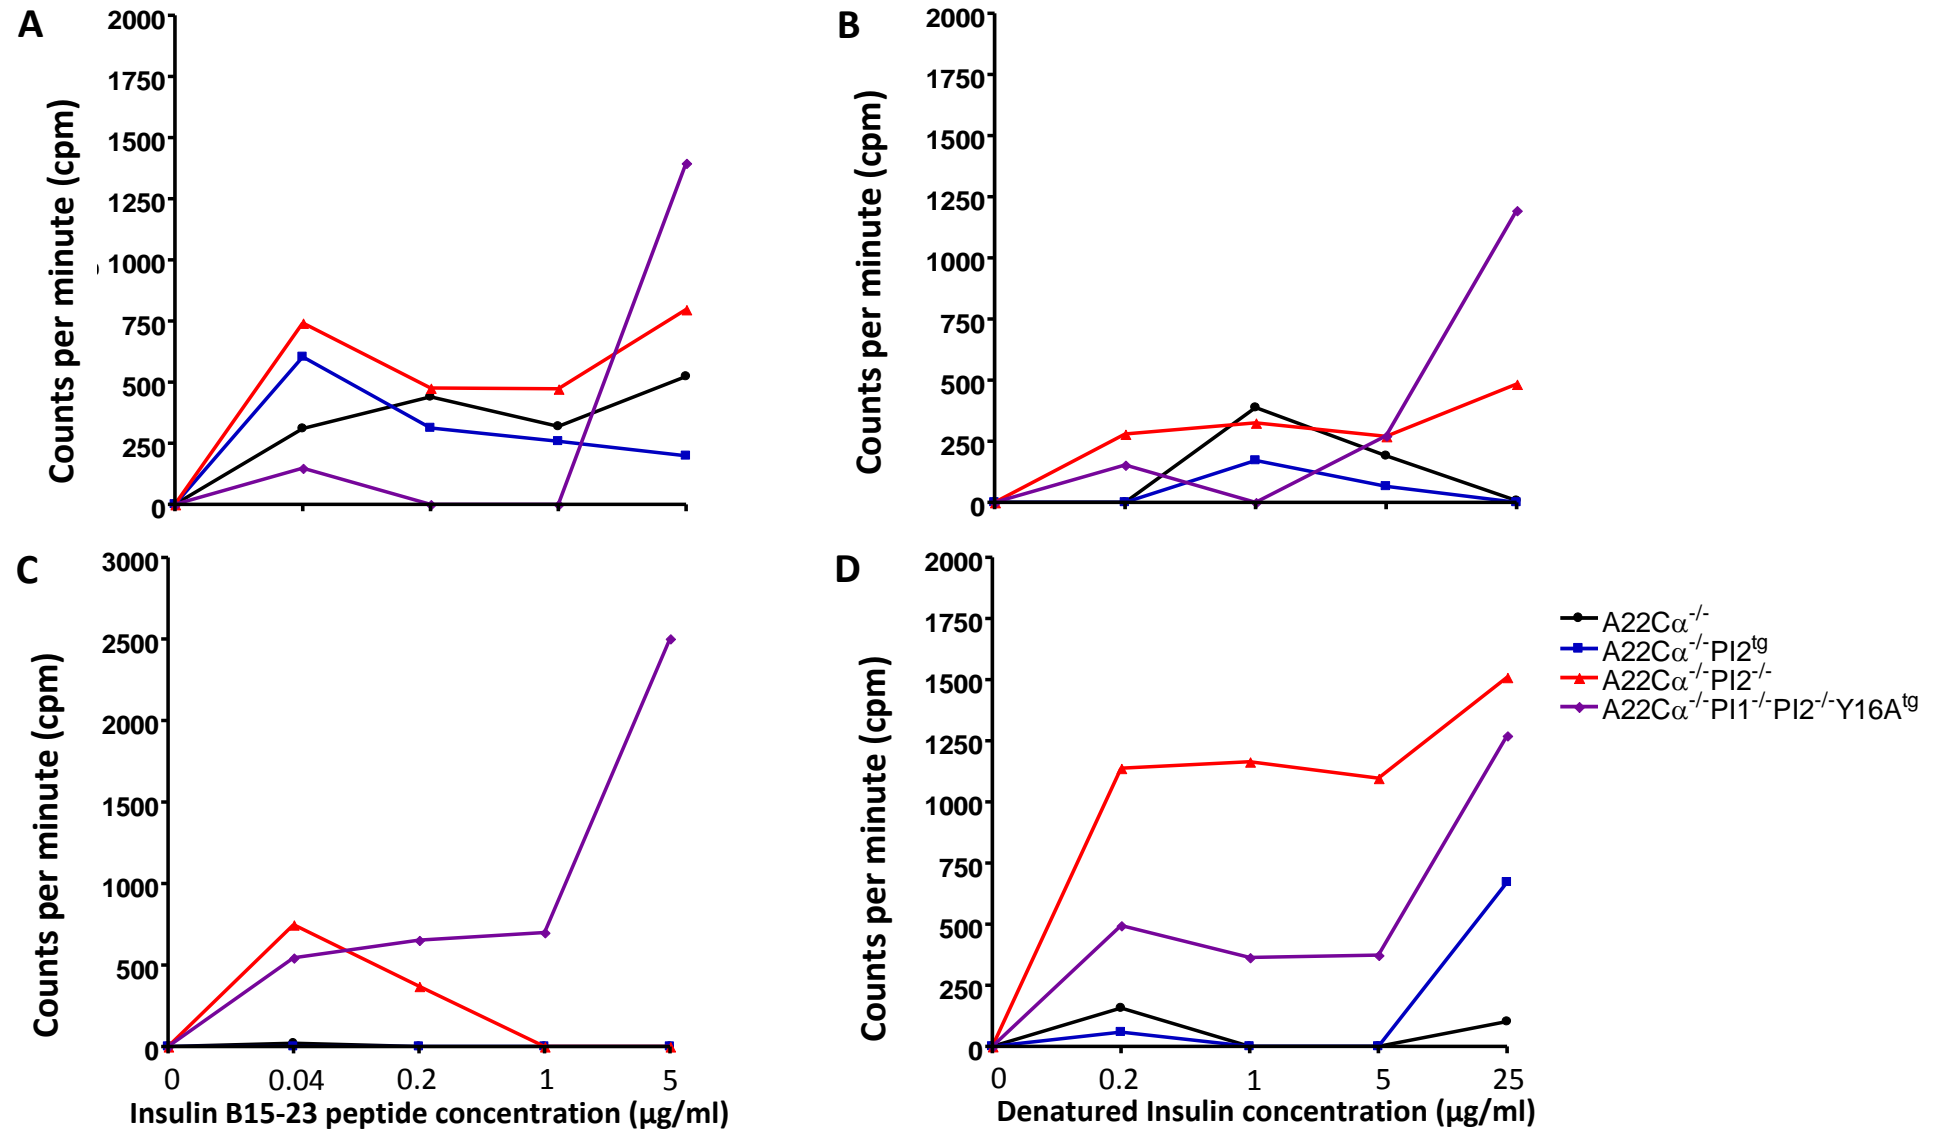 A
2000
1750
1500
1250
1000
750
500
250
0
Counts per minute (cpm)
B
2000
1750
1500
1250
1000
750
500
250
0
Counts per minute (cpm)
C
3000
2500
2000
1500
1000
500
0
Counts per minute (cpm)
0 0.04 0.2 1 5
Insulin B15-23 peptide concentration (µg/ml)
D
2000
1750
1500
1250
1000
750
500
250
0
Counts per minute (cpm)
0 0.2 1 5 25
Denatured Insulin concentration (µg/ml)
A22Cα-/-
A22Cα-/-PI2tg
A22Cα-/-PI2-/-
A22Cα-/-PI1-/-PI2-/-Y16Atg